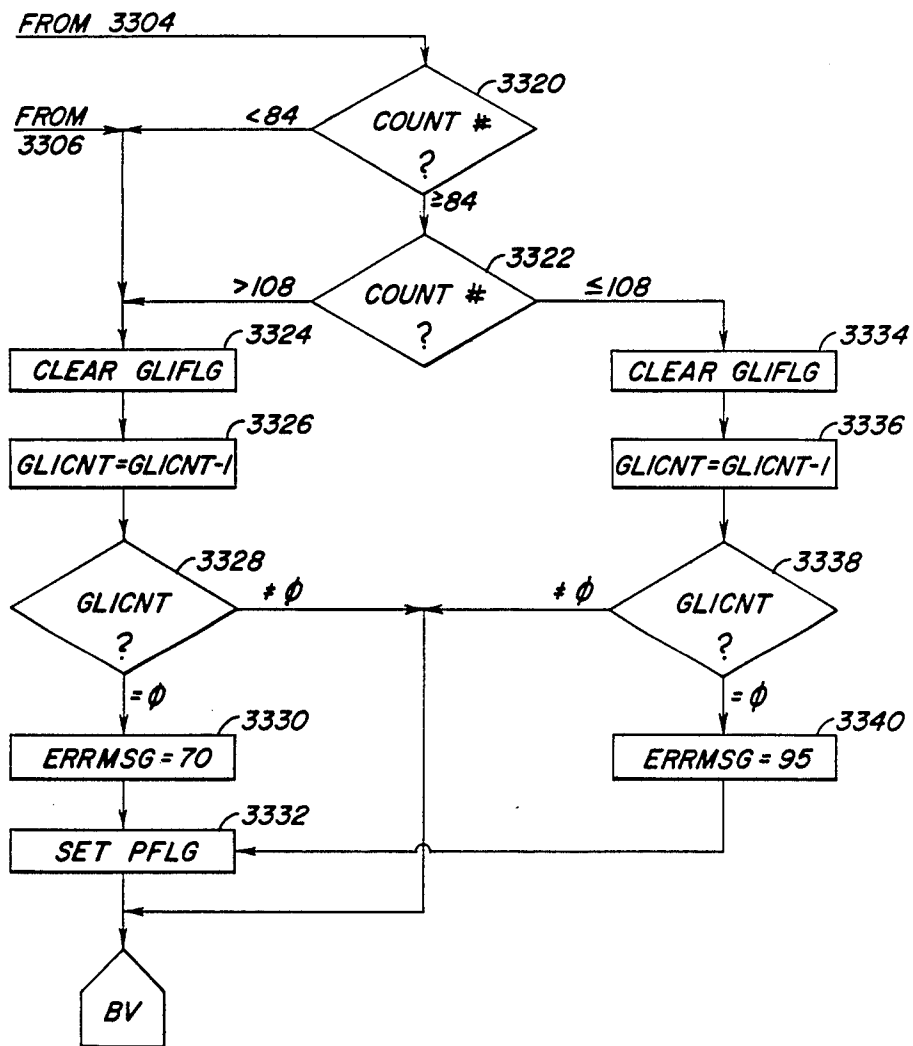 FROM 3304
3320
COUNT #
?
<84
FROM
3306
≥84
3322
COUNT #
?
>108
≤108
3324
CLEAR GLIFLG
3334
CLEAR GLIFLG
3326
GLICNT=GLICNT-1
3336
GLICNT=GLICNT-1
3328
GLICNT
?
≠ φ
3338
GLICNT
?
≠ φ
= φ
= φ
3330
ERRMSG = 70
3340
ERRMSG = 95
3332
SET PFLG
BV